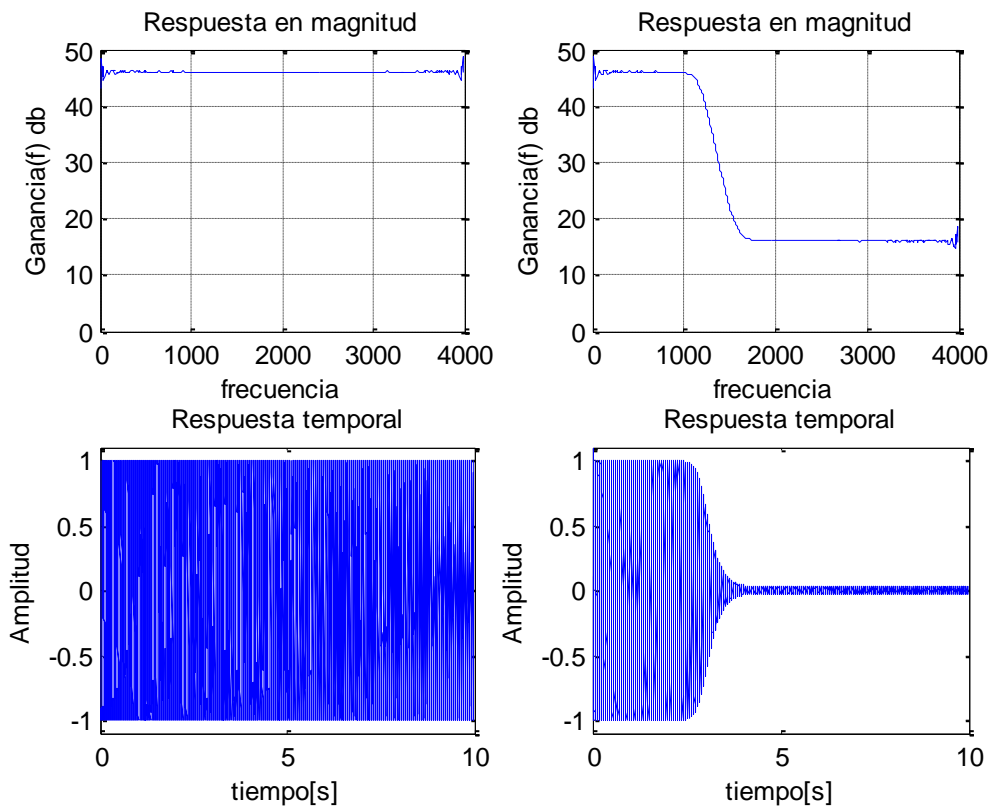 Respuesta en magnitud
50
40
30
20
10
0
Ganancia(f) db
0 1000 2000 3000 4000
frecuencia
Respuesta en magnitud
50
40
30
20
10
0
Ganancia(f) db
0 1000 2000 3000 4000
frecuencia
Respuesta temporal
1
0.5
0
-0.5
-1
Amplitud
0 5 10
tiempo[s]
Respuesta temporal
1
0.5
0
-0.5
-1
Amplitud
0 5 10
tiempo[s]